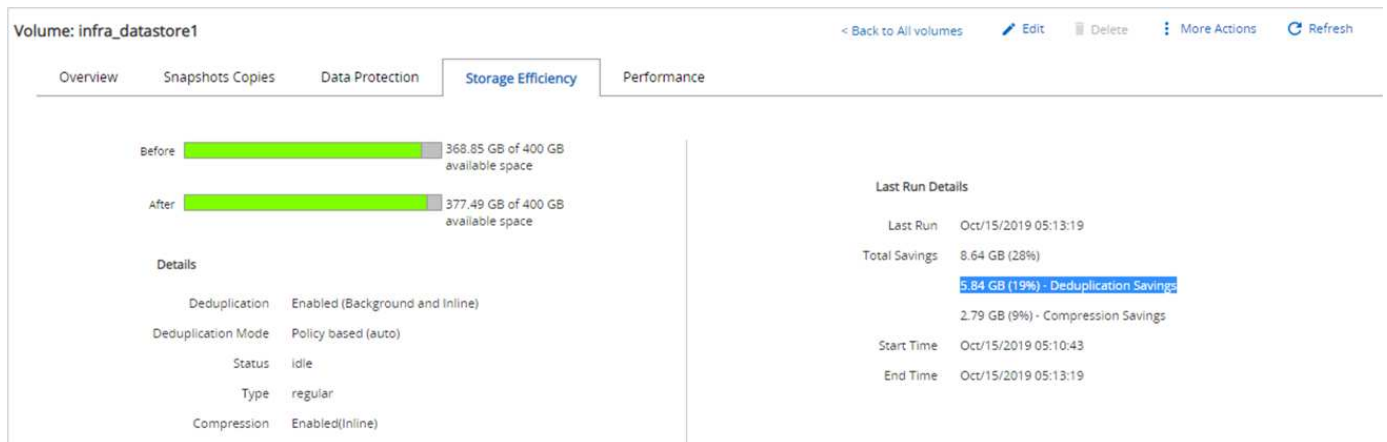 Volume: infra_datastore1
< Back to All volumes
Edit
Delete
More Actions
Refresh
Overview
Snapshots Copies
Data Protection
Storage Efficiency
Performance
Before
368.85 GB of 400 GB
available space
After
377.49 GB of 400 GB
available space
Details
Deduplication Enabled (Background and Inline)
Deduplication Mode Policy based (auto)
Status idle
Type regular
Compression Enabled(Inline)
Last Run Details
Last Run Oct/15/2019 05:13:19
Total Savings 8.64 GB (28%)
5.84 GB (19%) - Deduplication Savings
2.79 GB (9%) - Compression Savings
Start Time Oct/15/2019 05:10:43
End Time Oct/15/2019 05:13:19